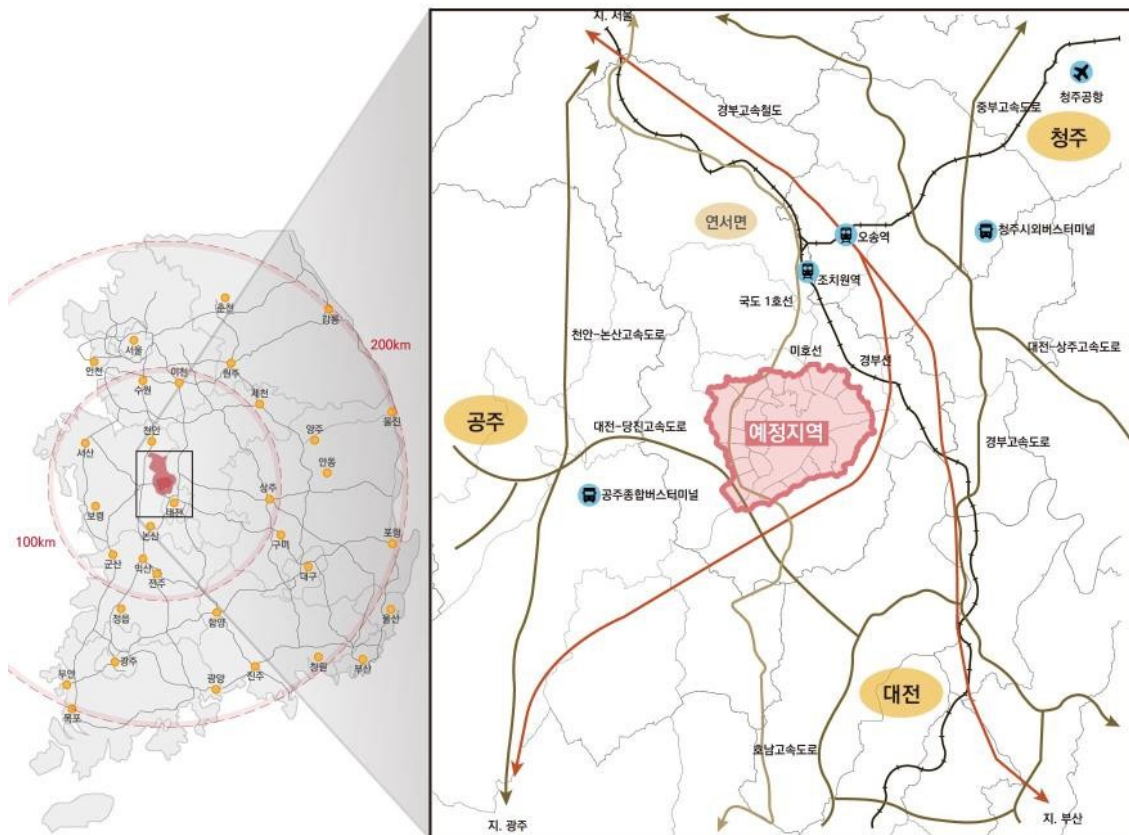 춘천
강릉
서울
200km
인천
수원
이천
원주
제천
울진
천안
영주
안동
서산
상주
보령
대전
논산
100km
구미
포항
군산
익산
전주
대구
정읍
함양
울산
광주
창원
부산
진주
광양
무안
목포
지. 서울
경부고속철도
중부고속도로
청주공항
청주
연서면
오송역
청주시외버스터미널
조치원역
국도 1호선
천안-논산고속도로
미호선
경부선
대전-상주고속도로
공주
대전-당진고속도로
예정지역
경부고속도로
공주종합버스터미널
대전
호남고속도로
지. 광주
지. 부산